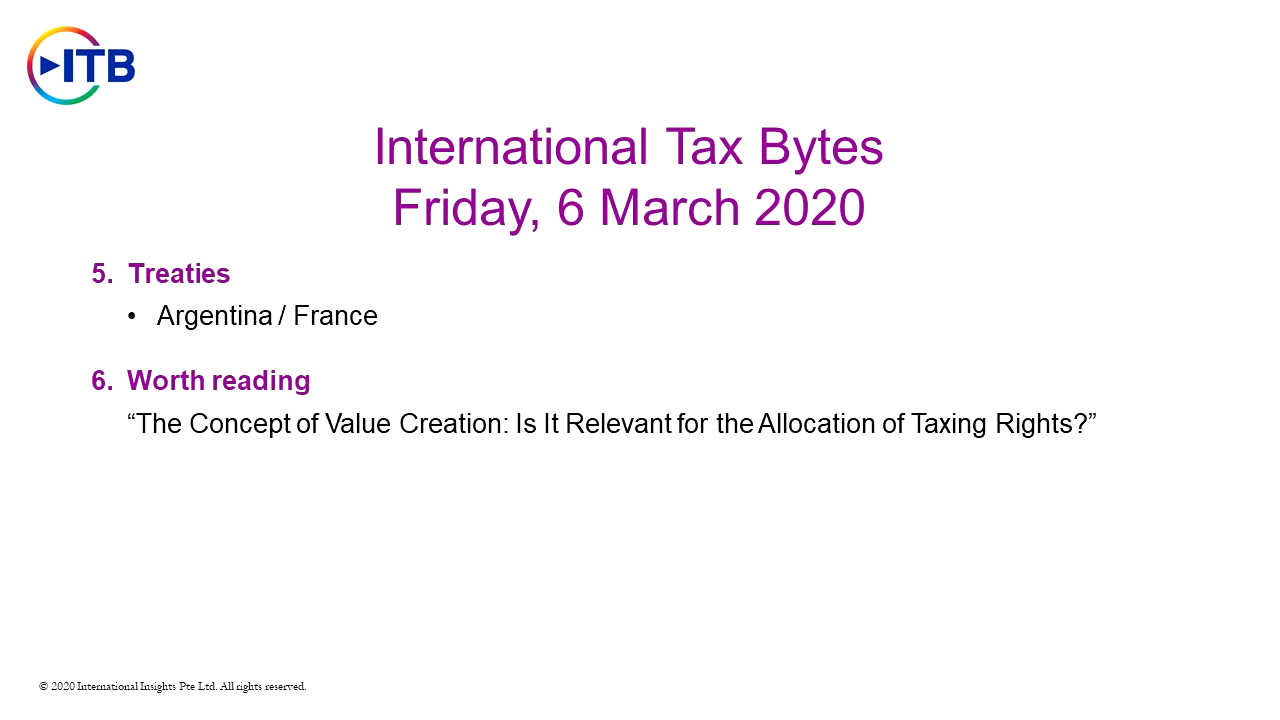 ITB
International Tax Bytes
Friday, 6 March 2020
5. Treaties
• Argentina / France
6. Worth reading
“The Concept of Value Creation: Is It Relevant for the Allocation of Taxing Rights?”
© 2020 International Insights Pte Ltd. All rights reserved.